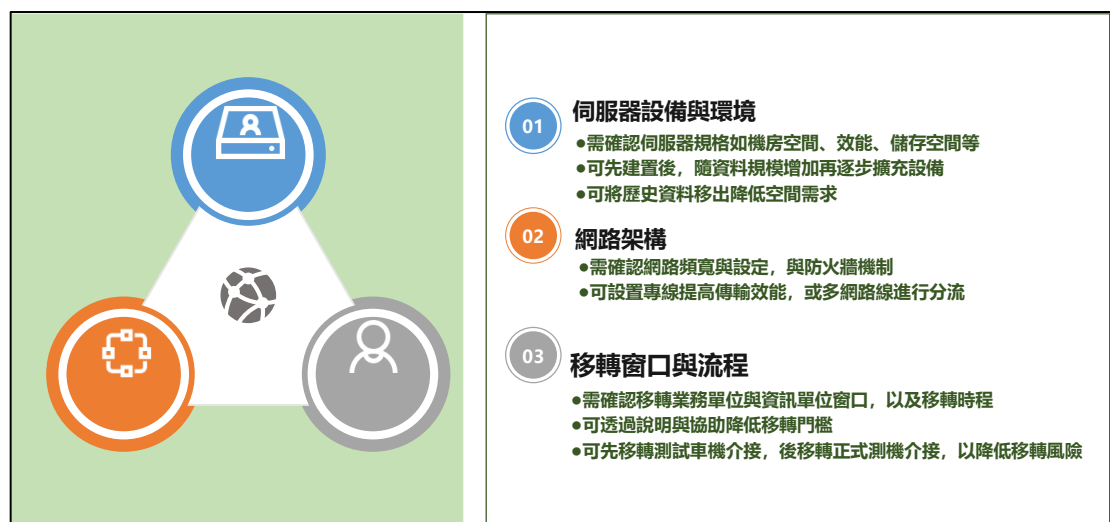 01
伺服器設備與環境
●需確認伺服器規格如機房空間、效能、儲存空間等
●可先建置後，隨資料規模增加再逐步擴充設備
●可將歷史資料移出降低空間需求
02
網路架構
●需確認網路頻寬與設定，與防火牆機制
●可設置專線提高傳輸效能，或多網路線進行分流
03
移轉窗口與流程
●需確認移轉業務單位與資訊單位窗口，以及移轉時程
●可透過說明與協助降低移轉門檻
●可先移轉測試車機介接，後移轉正式測機介接，以降低移轉風險